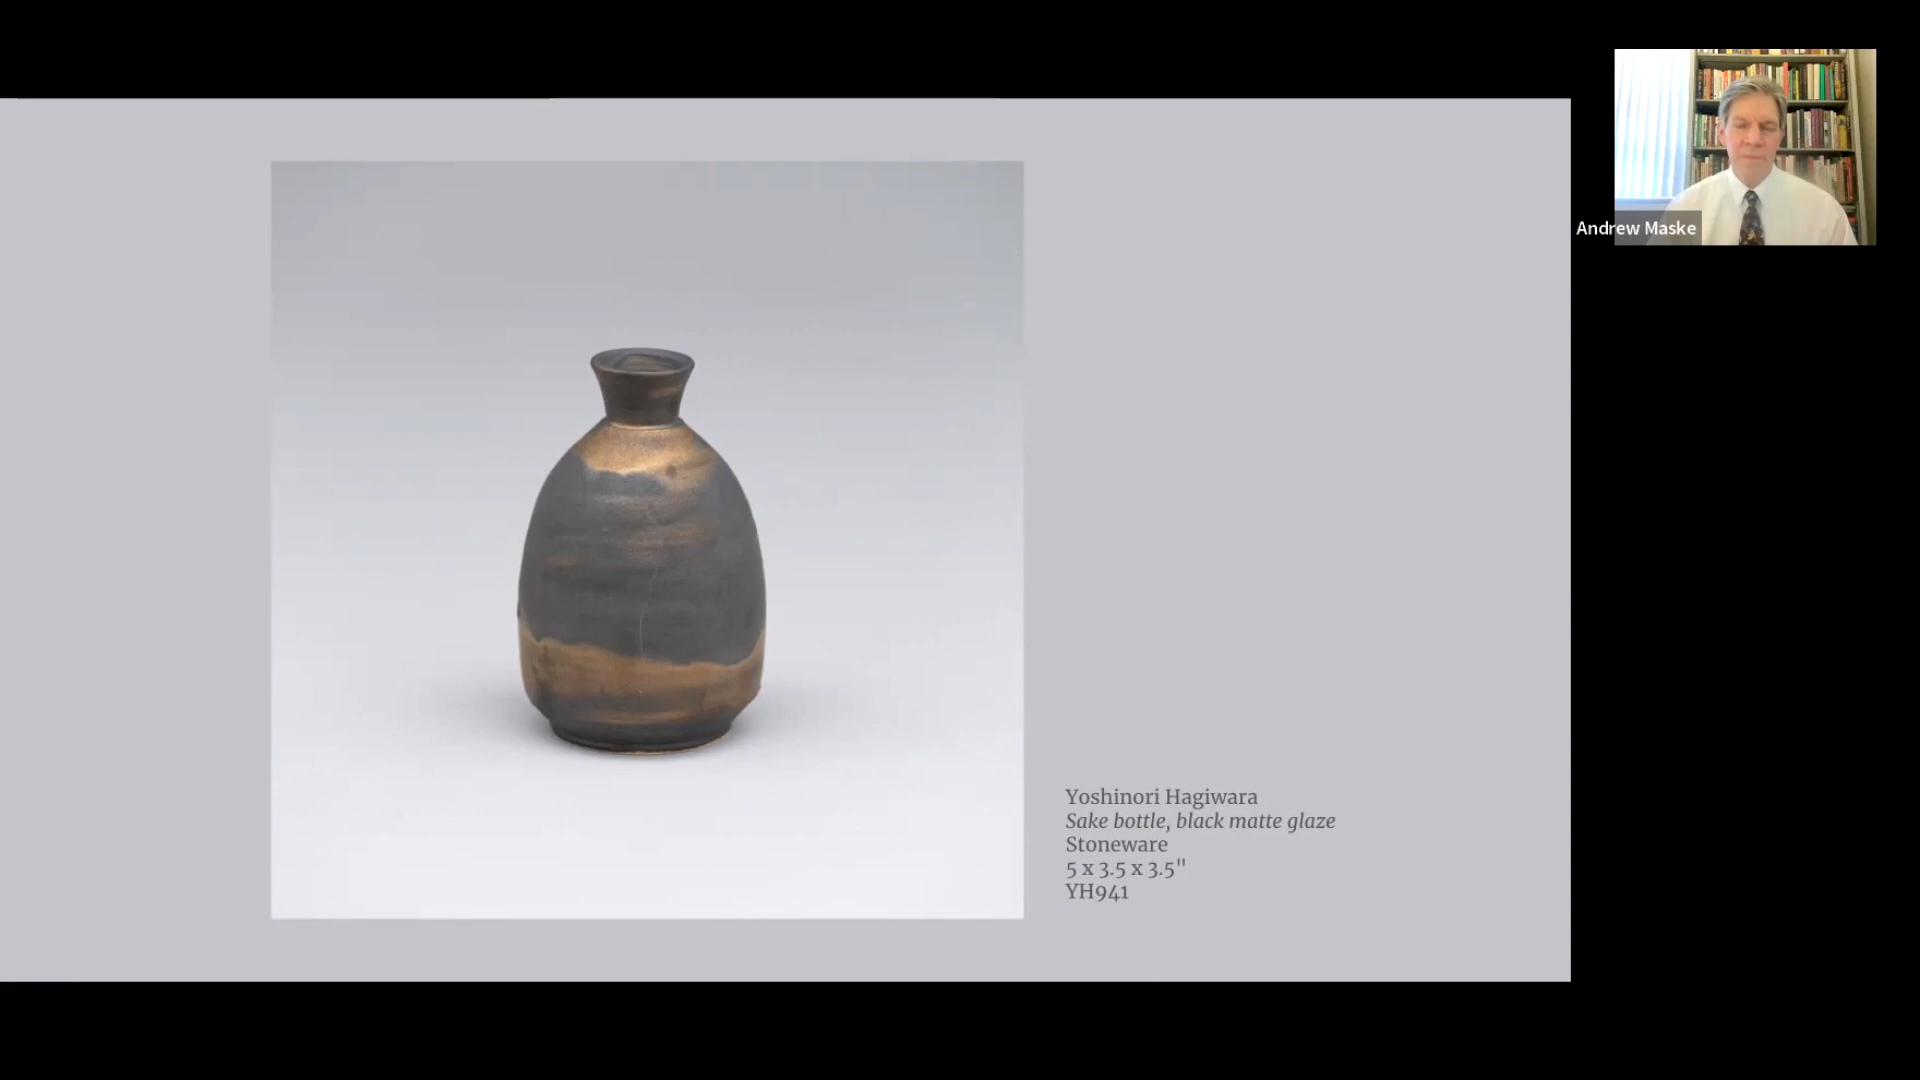 Andrew Maske
Yoshinori Hagiwara
Sake bottle, black matte glaze
Stoneware
5 x 3.5 x 3.5"
YH941